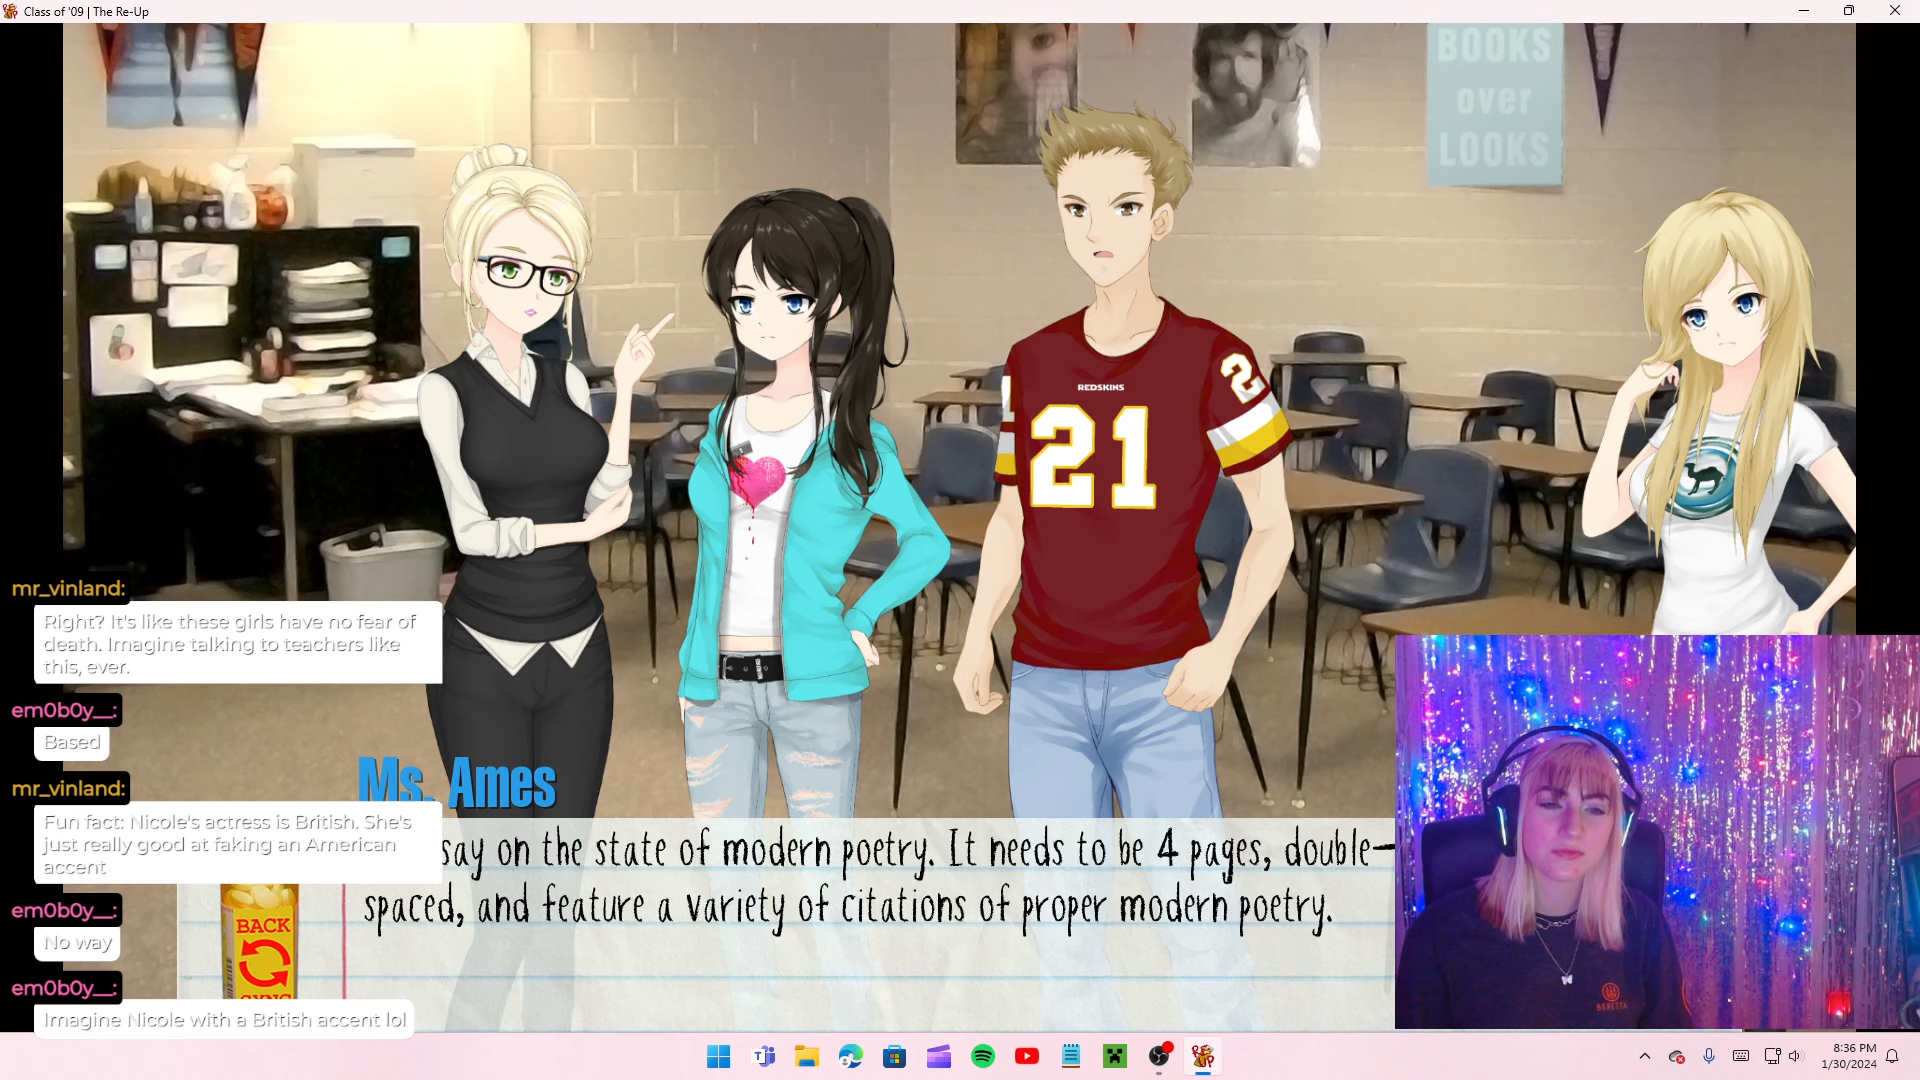 Class of '09 | The Re-Up
BOOKS
over
LOOKS
REDSKINS
21
2
mr_vinland:
Right? It's like these girls have no fear of
death. Imagine talking to teachers like
this, ever.
em0b0y__:
Based
mr_vinland:
Fun fact: Nicole's actress is British. She's
just really good at faking an American
accent
em0b0y__:
No way
em0b0y__:
Imagine Nicole with a British accent lol
Ms. Ames
say on the state of modern poetry. It needs to be 4 pages, double-
spaced, and feature a variety of citations of proper modern poetry.
BACK
SYNC
BERETTA
8:36 PM
1/30/2024